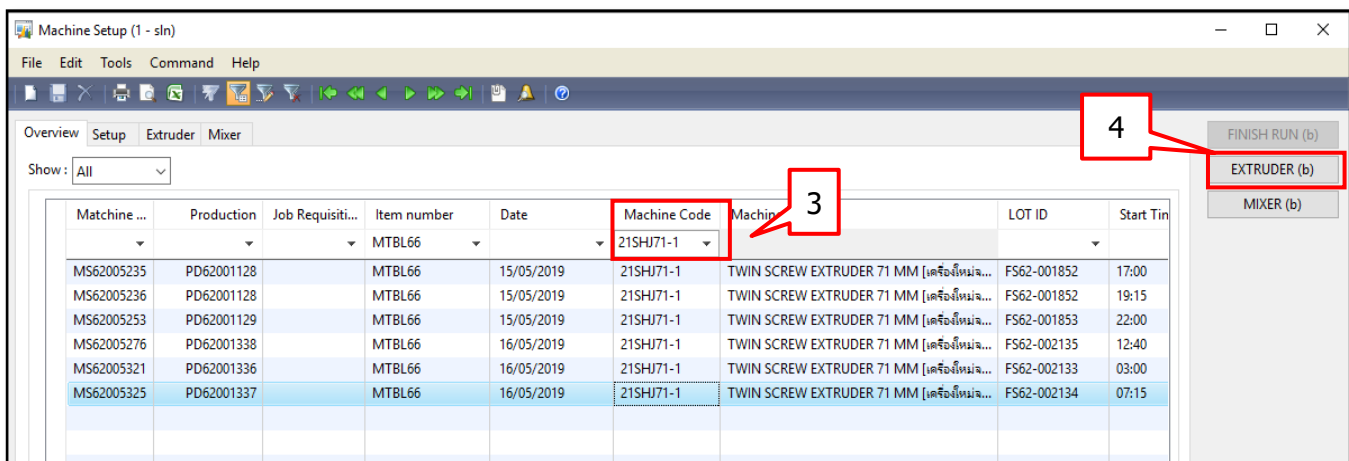 Machine Setup (1 - sln)
File Edit Tools Command Help
4
Overview Setup Extruder Mixer
FINISH RUN (b)
Show : All
EXTRUDER (b)
3
MIXER (b)
Matchine ... Production Job Requisiti... Item number Date Machine Code Machin LOT ID Start Tin
MTBL66 21SHJ71-1
MS62005235 PD62001128 MTBL66 15/05/2019 21SHJ71-1 TWIN SCREW EXTRUDER 71 MM [เครื่องใหม่จ... FS62-001852 17:00
MS62005236 PD62001128 MTBL66 15/05/2019 21SHJ71-1 TWIN SCREW EXTRUDER 71 MM [เครื่องใหม่จ... FS62-001852 19:15
MS62005253 PD62001129 MTBL66 15/05/2019 21SHJ71-1 TWIN SCREW EXTRUDER 71 MM [เครื่องใหม่จ... FS62-001853 22:00
MS62005276 PD62001338 MTBL66 16/05/2019 21SHJ71-1 TWIN SCREW EXTRUDER 71 MM [เครื่องใหม่จ... FS62-002135 12:40
MS62005321 PD62001336 MTBL66 16/05/2019 21SHJ71-1 TWIN SCREW EXTRUDER 71 MM [เครื่องใหม่จ... FS62-002133 03:00
MS62005325 PD62001337 MTBL66 16/05/2019 21SHJ71-1 TWIN SCREW EXTRUDER 71 MM [เครื่องใหม่จ... FS62-002134 07:15